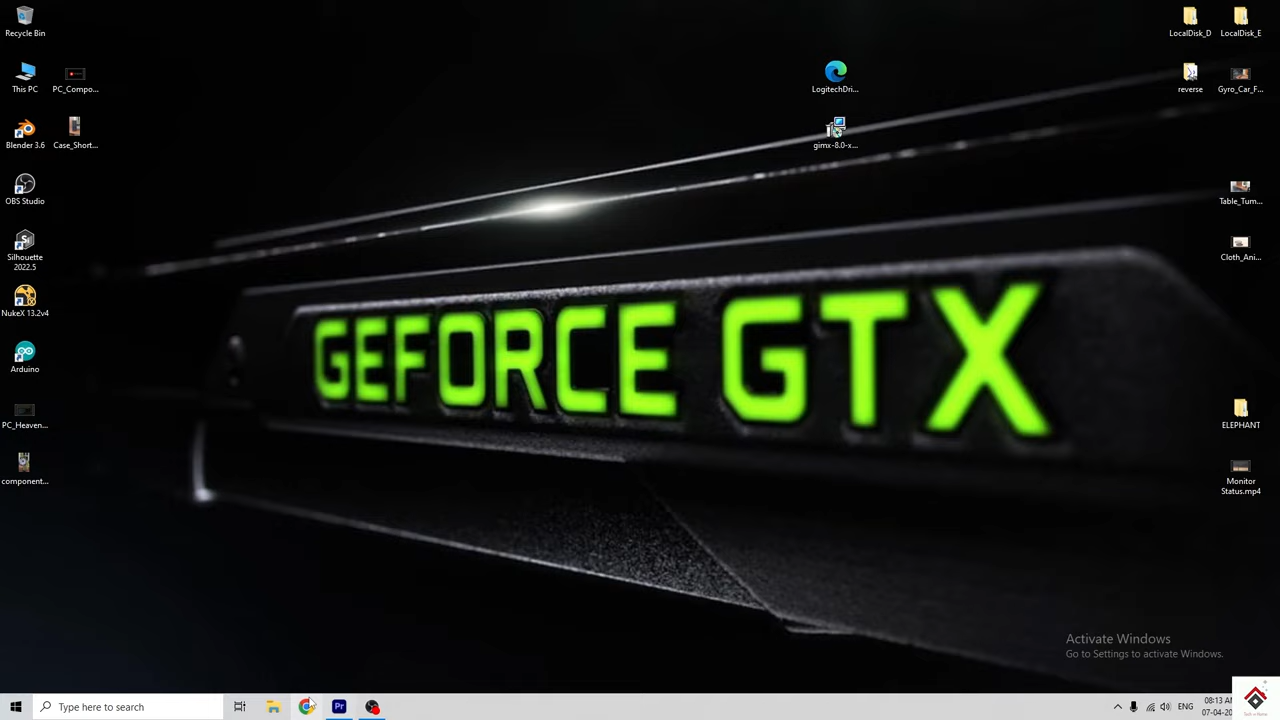 Recycle Bin
LocalDisk_D
LocalDisk_E
This PC
PC_Compo...
LogitechDri...
reverse
Gyro_Car_F...
Blender 3.6
Case_Short...
gimx-8.0-x...
OBS Studio
Table_Tum...
Silhouette
2022.5
Cloth_Ani...
NukeX 13.2v4
GEFORCE GTX
Arduino
PC_Heaven...
ELEPHANT
component...
Monitor
Status.mp4
Activate Windows
Go to Settings to activate Windows.
Type here to search
Pr
ENG
08:13 A
07-04-20